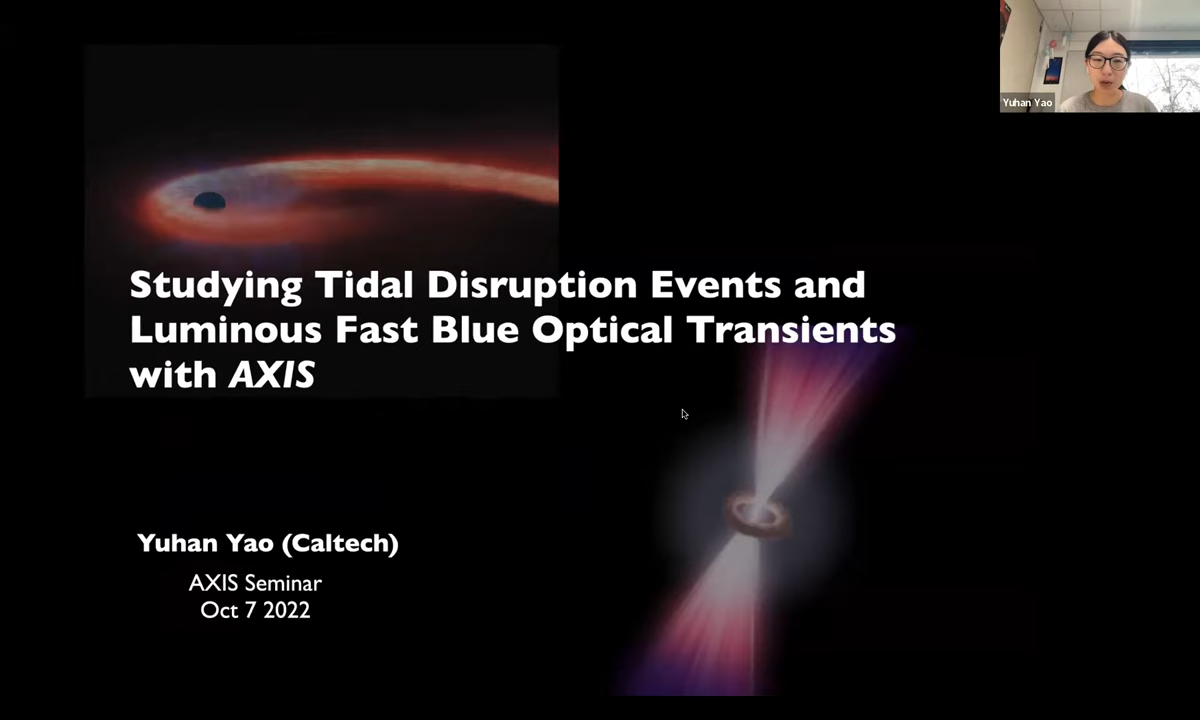 Yuhan Yao
Studying Tidal Disruption Events and
Luminous Fast Blue Optical Transients
with AXIS
Yuhan Yao (Caltech)
AXIS Seminar
Oct 7 2022